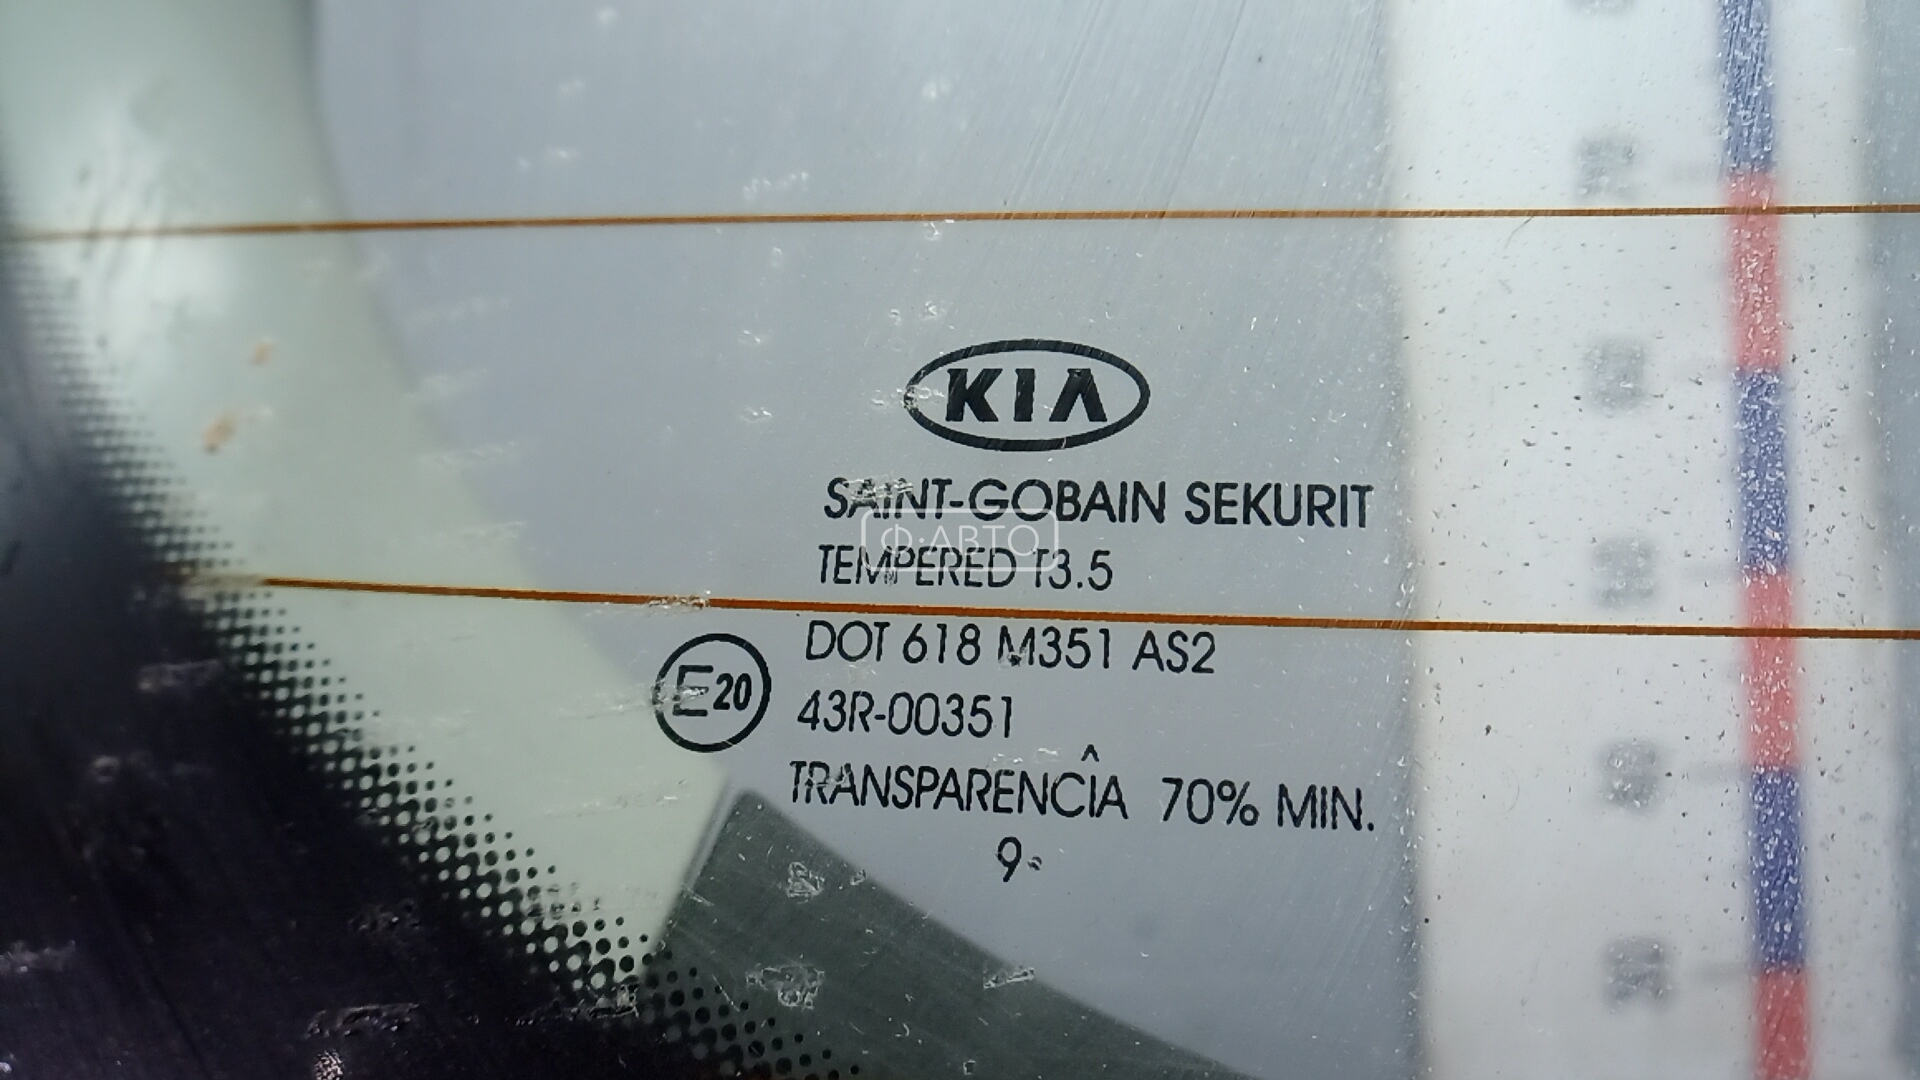 KIA
SAINT-GOBAIN SEKURIT
Ф·АВТО
TEMPERED T3.5
DOT 618 M351 AS2
E20
43R-00351
TRANSPARENCÎA 70% MIN.
9